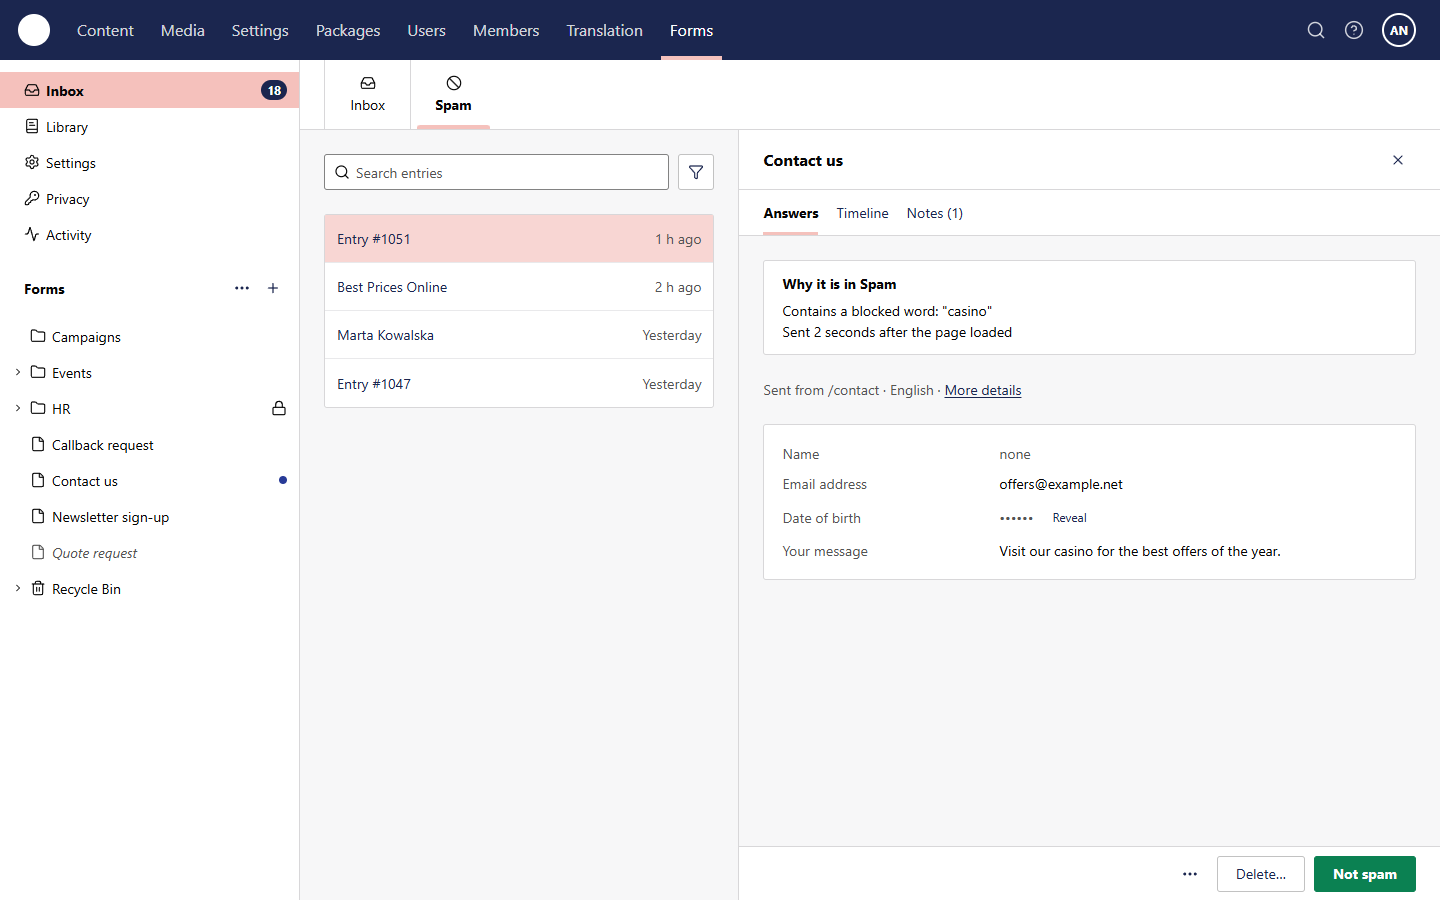 Content
Media
Settings
Packages
Users
Members
Translation
Forms
AN
Inbox
18
Library
Settings
Privacy
Activity
Forms
Campaigns
Events
HR
Callback request
Contact us
Newsletter sign-up
Quote request
Recycle Bin
Inbox
Spam
Search entries
Entry #1051
1 h ago
Best Prices Online
2 h ago
Marta Kowalska
Yesterday
Entry #1047
Yesterday
Contact us
Answers
Timeline
Notes (1)
Why it is in Spam
Contains a blocked word: "casino"
Sent 2 seconds after the page loaded
Sent from /contact · English · More details
Name
none
Email address
offers@example.net
Date of birth
••••••
Reveal
Your message
Visit our casino for the best offers of the year.
Delete...
Not spam